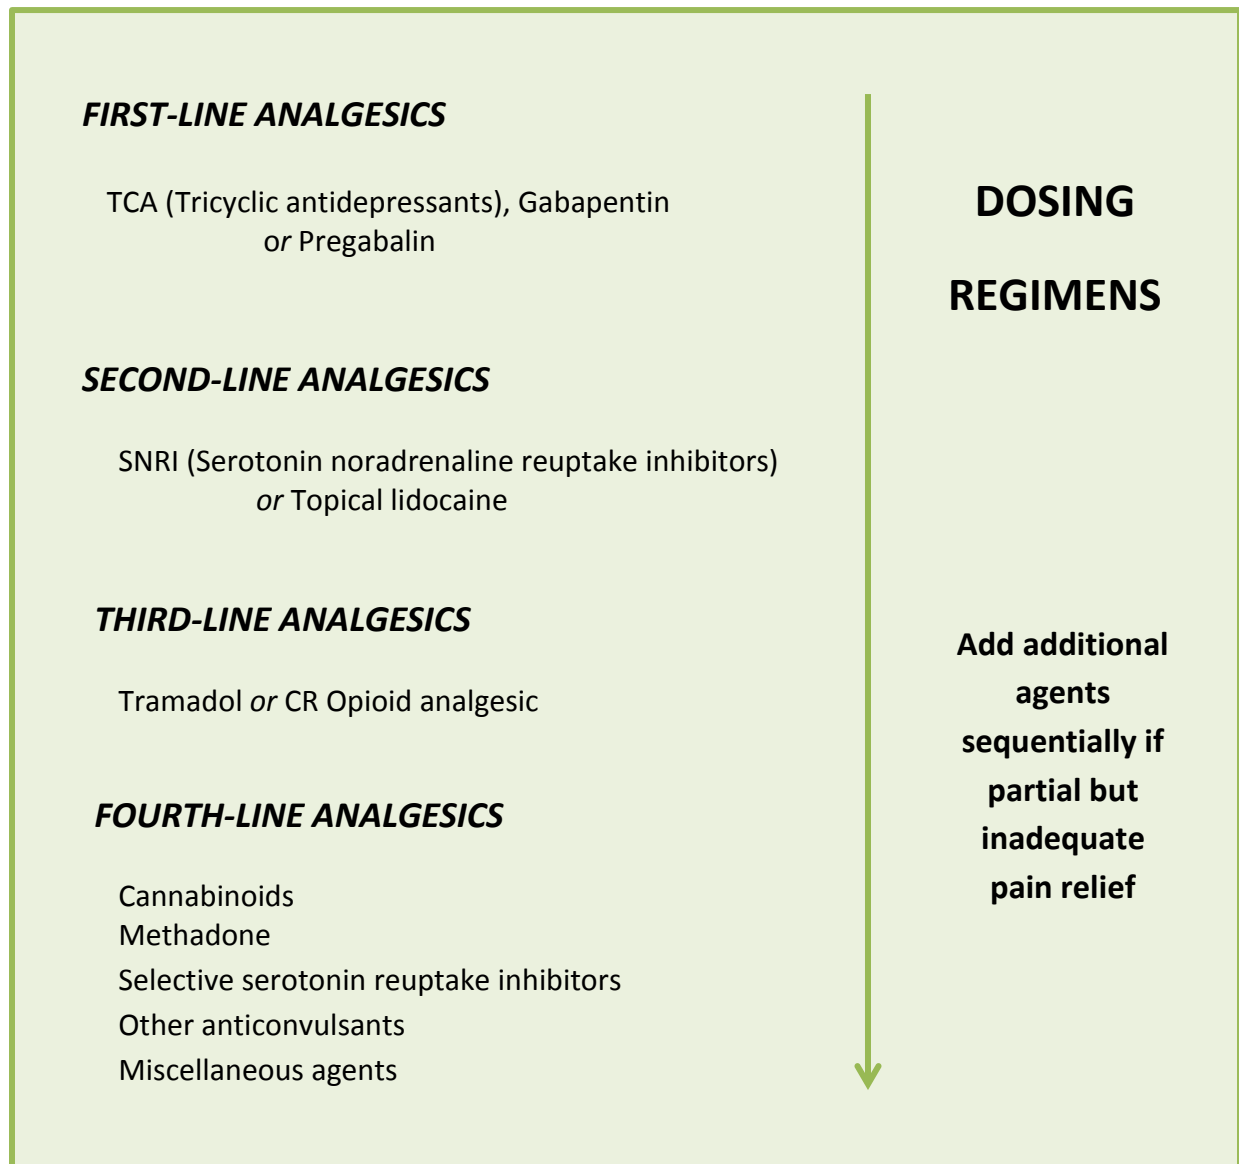 FIRST-LINE ANALGESICS
TCA (Tricyclic antidepressants), Gabapentin
or Pregabalin
SECOND-LINE ANALGESICS
SNRI (Serotonin noradrenaline reuptake inhibitors)
or Topical lidocaine
THIRD-LINE ANALGESICS
Tramadol or CR Opioid analgesic
FOURTH-LINE ANALGESICS
Cannabinoids
Methadone
Selective serotonin reuptake inhibitors
Other anticonvulsants
Miscellaneous agents
DOSING
REGIMENS
Add additional
agents
sequentially if
partial but
inadequate
pain relief